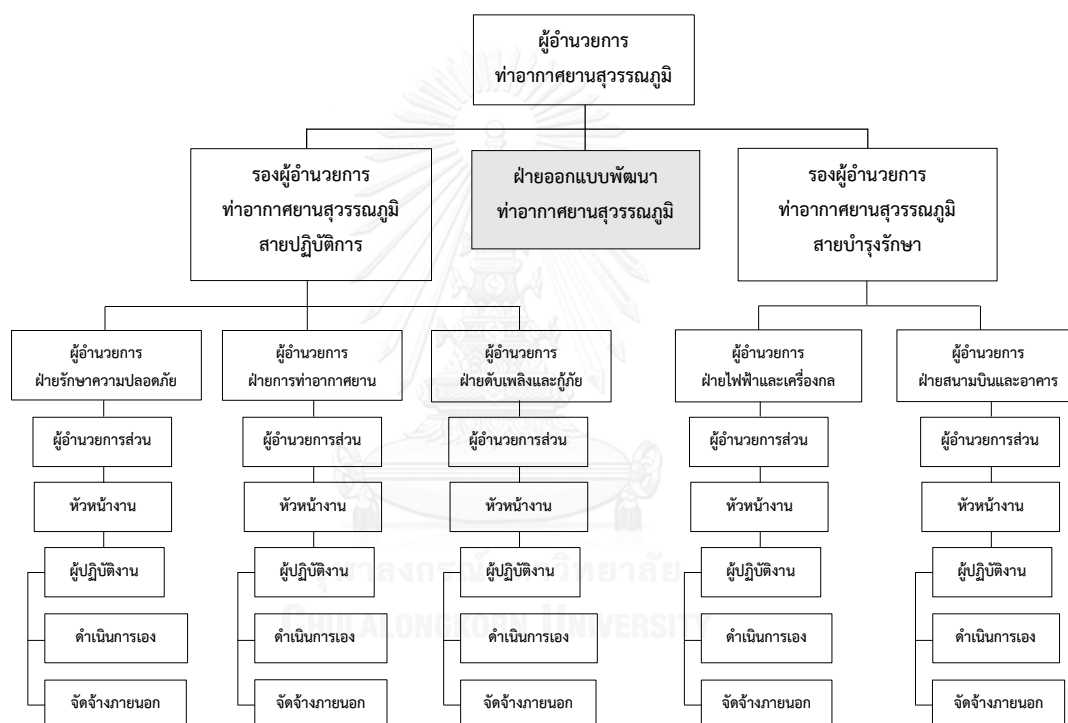 ผู้อำนวยการ
ท่าอากาศยานสุวรรณภูมิ
รองผู้อำนวยการ
ท่าอากาศยานสุวรรณภูมิ
สายปฏิบัติการ
ฝ่ายออกแบบพัฒนา
ท่าอากาศยานสุวรรณภูมิ
รองผู้อำนวยการ
ท่าอากาศยานสุวรรณภูมิ
สายบำรุงรักษา
ผู้อำนวยการ
ฝ่ายรักษาความปลอดภัย
ผู้อำนวยการ
ฝ่ายการท่าอากาศยาน
ผู้อำนวยการ
ฝ่ายดับเพลิงและกู้ภัย
ผู้อำนวยการ
ฝ่ายไฟฟ้าและเครื่องกล
ผู้อำนวยการ
ฝ่ายสนามบินและอาคาร
ผู้อำนวยการส่วน
ผู้อำนวยการส่วน
ผู้อำนวยการส่วน
ผู้อำนวยการส่วน
ผู้อำนวยการส่วน
หัวหน้างาน
หัวหน้างาน
หัวหน้างาน
หัวหน้างาน
หัวหน้างาน
ผู้ปฏิบัติงาน
ผู้ปฏิบัติงาน
ผู้ปฏิบัติงาน
ผู้ปฏิบัติงาน
ผู้ปฏิบัติงาน
จุฬาลงกรณ์มหาวิทยาลัย
CHULALONGKORN UNIVERSITY
ดำเนินการเอง
ดำเนินการเอง
ดำเนินการเอง
ดำเนินการเอง
ดำเนินการเอง
จัดจ้างภายนอก
จัดจ้างภายนอก
จัดจ้างภายนอก
จัดจ้างภายนอก
จัดจ้างภายนอก